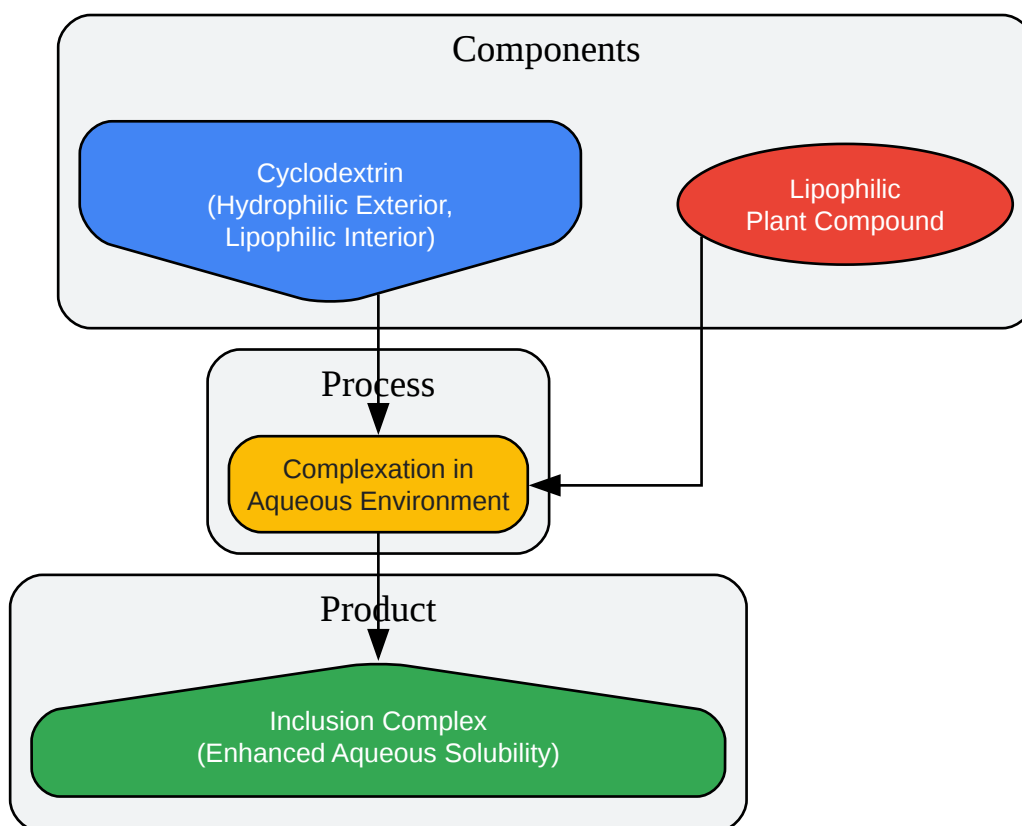 Components
Cyclodextrin
(Hydrophilic Exterior,
Lipophilic Interior)
Lipophilic
Plant Compound
Process
Complexation in
Aqueous Environment
Product
Inclusion Complex
(Enhanced Aqueous Solubility)